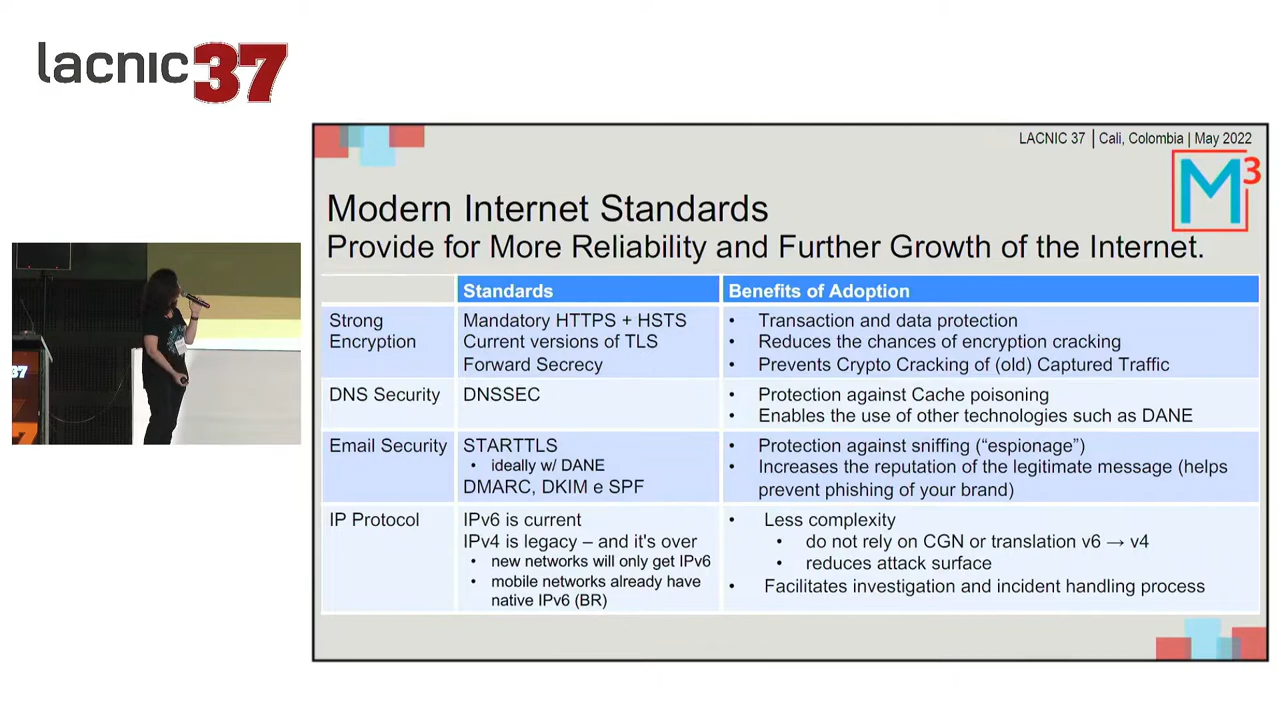 lacnic37
LACNIC 37 | Cali, Colombia | May 2022
M3
Modern Internet Standards
Provide for More Reliability and Further Growth of the Internet.
Standards
Benefits of Adoption
Strong
Encryption
Mandatory HTTPS + HSTS
Current versions of TLS
Forward Secrecy
• Transaction and data protection
• Reduces the chances of encryption cracking
• Prevents Crypto Cracking of (old) Captured Traffic
DNS Security
DNSSEC
• Protection against Cache poisoning
• Enables the use of other technologies such as DANE
Email Security
STARTTLS
• ideally w/ DANE
DMARC, DKIM e SPF
• Protection against sniffing (“espionage”)
• Increases the reputation of the legitimate message (helps
prevent phishing of your brand)
IP Protocol
IPv6 is current
IPv4 is legacy – and it's over
• new networks will only get IPv6
• mobile networks already have
native IPv6 (BR)
• Less complexity
• do not rely on CGN or translation v6 → v4
• reduces attack surface
• Facilitates investigation and incident handling process
37